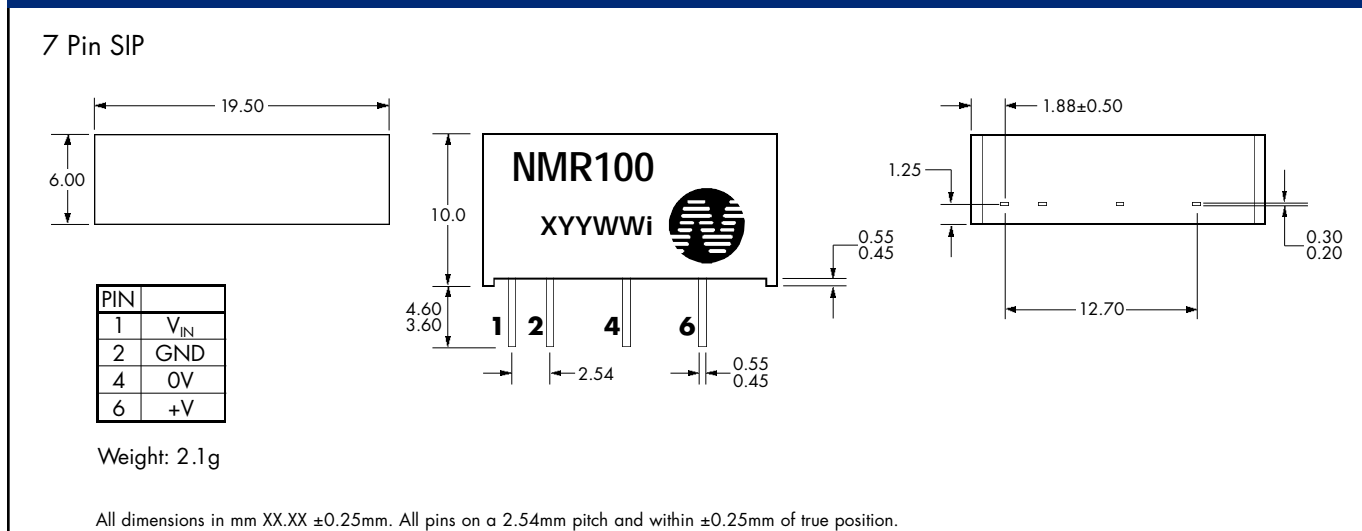 7 Pin SIP
19.50
6.00
NMR100
XYYWWi
10.0
0.55
0.45
4.60
3.60
1 2 4 6
2.54
0.55
0.45
1.88±0.50
1.25
0.30
0.20
12.70
PIN
1 VIN
2 GND
4 0V
6 +V
Weight: 2.1g
All dimensions in mm XX.XX ±0.25mm. All pins on a 2.54mm pitch and within ±0.25mm of true position.